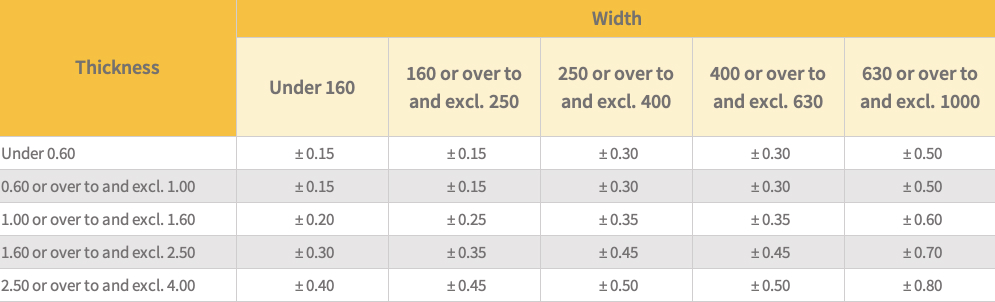 Thickness
Width
Under 160
160 or over to
and excl. 250
250 or over to
and excl. 400
400 or over to
and excl. 630
630 or over to
and excl. 1000
Under 0.60 ± 0.15 ± 0.15 ± 0.30 ± 0.30 ± 0.50
0.60 or over to and excl. 1.00 ± 0.15 ± 0.15 ± 0.30 ± 0.30 ± 0.50
1.00 or over to and excl. 1.60 ± 0.20 ± 0.25 ± 0.35 ± 0.35 ± 0.60
1.60 or over to and excl. 2.50 ± 0.30 ± 0.35 ± 0.45 ± 0.45 ± 0.70
2.50 or over to and excl. 4.00 ± 0.40 ± 0.45 ± 0.50 ± 0.50 ± 0.80